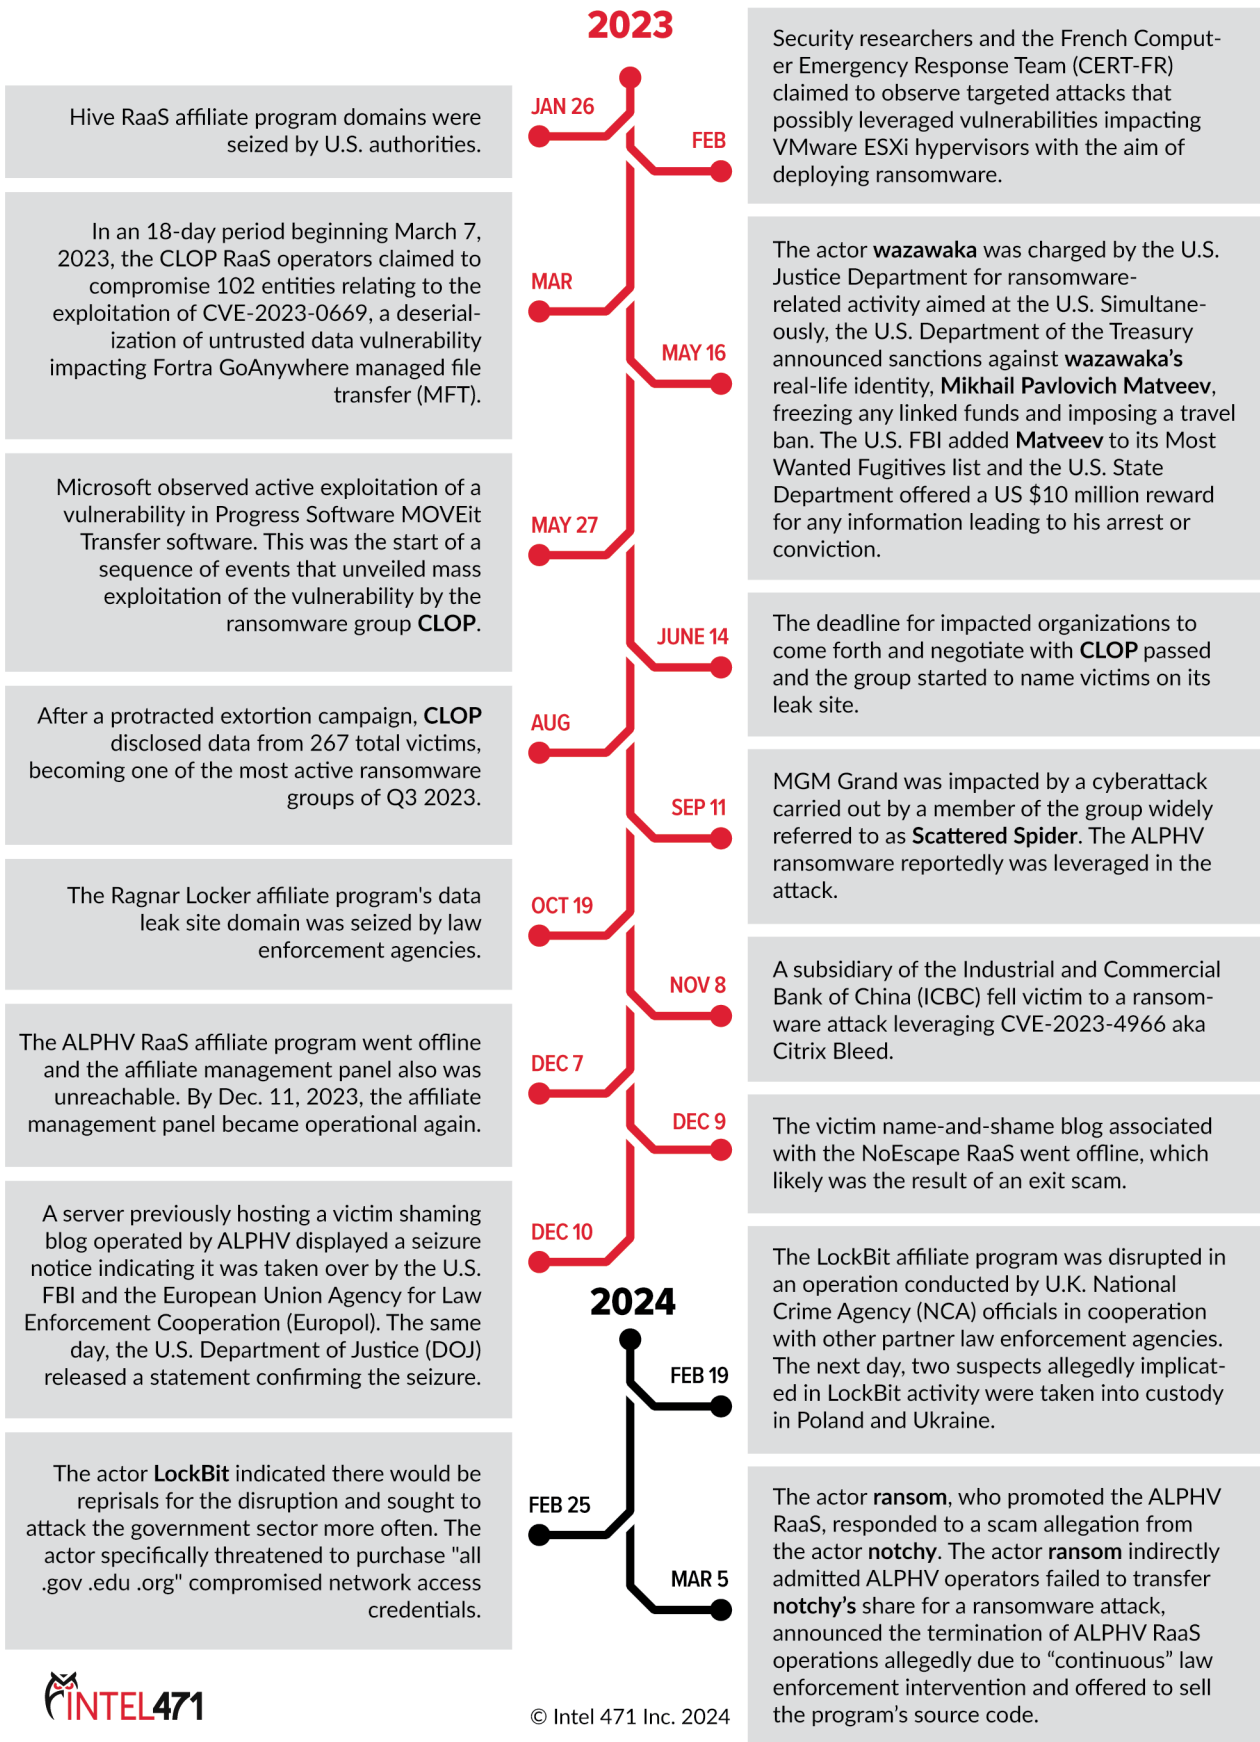 2023
JAN 26
Hive RaaS affiliate program domains were
seized by U.S. authorities.
FEB
Security researchers and the French Comput-
er Emergency Response Team (CERT-FR)
claimed to observe targeted attacks that
possibly leveraged vulnerabilities impacting
VMware ESXi hypervisors with the aim of
deploying ransomware.
MAR
In an 18-day period beginning March 7,
2023, the CLOP RaaS operators claimed to
compromise 102 entities relating to the
exploitation of CVE-2023-0669, a deserial-
ization of untrusted data vulnerability
impacting Fortra GoAnywhere managed file
transfer (MFT).
MAY 16
The actor wazawaka was charged by the U.S.
Justice Department for ransomware-
related activity aimed at the U.S. Simultane-
ously, the U.S. Department of the Treasury
announced sanctions against wazawaka’s
real-life identity, Mikhail Pavlovich Matveev,
freezing any linked funds and imposing a travel
ban. The U.S. FBI added Matveev to its Most
Wanted Fugitives list and the U.S. State
Department offered a US $10 million reward
for any information leading to his arrest or
conviction.
MAY 27
Microsoft observed active exploitation of a
vulnerability in Progress Software MOVEit
Transfer software. This was the start of a
sequence of events that unveiled mass
exploitation of the vulnerability by the
ransomware group CLOP.
JUNE 14
The deadline for impacted organizations to
come forth and negotiate with CLOP passed
and the group started to name victims on its
leak site.
AUG
After a protracted extortion campaign, CLOP
disclosed data from 267 total victims,
becoming one of the most active ransomware
groups of Q3 2023.
SEP 11
MGM Grand was impacted by a cyberattack
carried out by a member of the group widely
referred to as Scattered Spider. The ALPHV
ransomware reportedly was leveraged in the
attack.
OCT 19
The Ragnar Locker affiliate program's data
leak site domain was seized by law
enforcement agencies.
NOV 8
A subsidiary of the Industrial and Commercial
Bank of China (ICBC) fell victim to a ransom-
ware attack leveraging CVE-2023-4966 aka
Citrix Bleed.
DEC 7
The ALPHV RaaS affiliate program went offline
and the affiliate management panel also was
unreachable. By Dec. 11, 2023, the affiliate
management panel became operational again.
DEC 9
The victim name-and-shame blog associated
with the NoEscape RaaS went offline, which
likely was the result of an exit scam.
DEC 10
A server previously hosting a victim shaming
blog operated by ALPHV displayed a seizure
notice indicating it was taken over by the U.S.
FBI and the European Union Agency for Law
Enforcement Cooperation (Europol). The same
day, the U.S. Department of Justice (DOJ)
released a statement confirming the seizure.
2024
FEB 19
The LockBit affiliate program was disrupted in
an operation conducted by U.K. National
Crime Agency (NCA) officials in cooperation
with other partner law enforcement agencies.
The next day, two suspects allegedly implicat-
ed in LockBit activity were taken into custody
in Poland and Ukraine.
FEB 25
The actor LockBit indicated there would be
reprisals for the disruption and sought to
attack the government sector more often. The
actor specifically threatened to purchase "all
.gov .edu .org" compromised network access
credentials.
MAR 5
The actor ransom, who promoted the ALPHV
RaaS, responded to a scam allegation from
the actor notchy. The actor ransom indirectly
admitted ALPHV operators failed to transfer
notchy’s share for a ransomware attack,
announced the termination of ALPHV RaaS
operations allegedly due to “continuous” law
enforcement intervention and offered to sell
the program’s source code.
INTEL471
© Intel 471 Inc. 2024